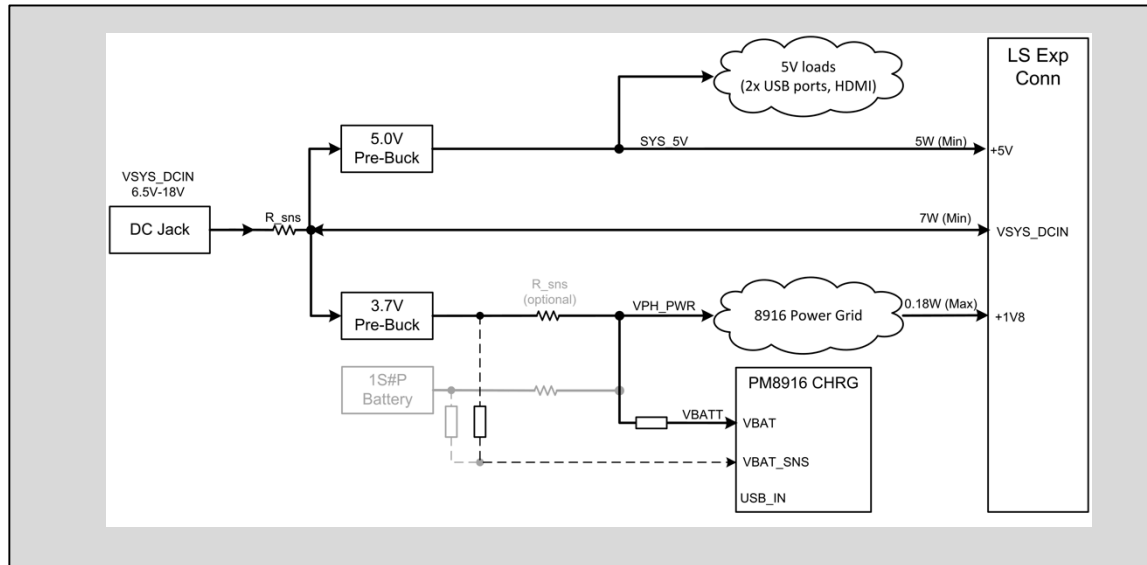 5V loads
(2x USB ports, HDMI)
LS Exp
Conn
5.0V
Pre-Buck
SYS_5V
5W (Min)
+5V
VSYS_DCIN
6.5V-18V
DC Jack
R_sns
7W (Min)
VSYS_DCIN
3.7V
Pre-Buck
R_sns
(optional)
VPH_PWR
8916 Power Grid
0.18W (Max)
+1V8
1S#P
Battery
PM8916 CHRG
VBATT
VBAT
VBAT_SNS
USB_IN